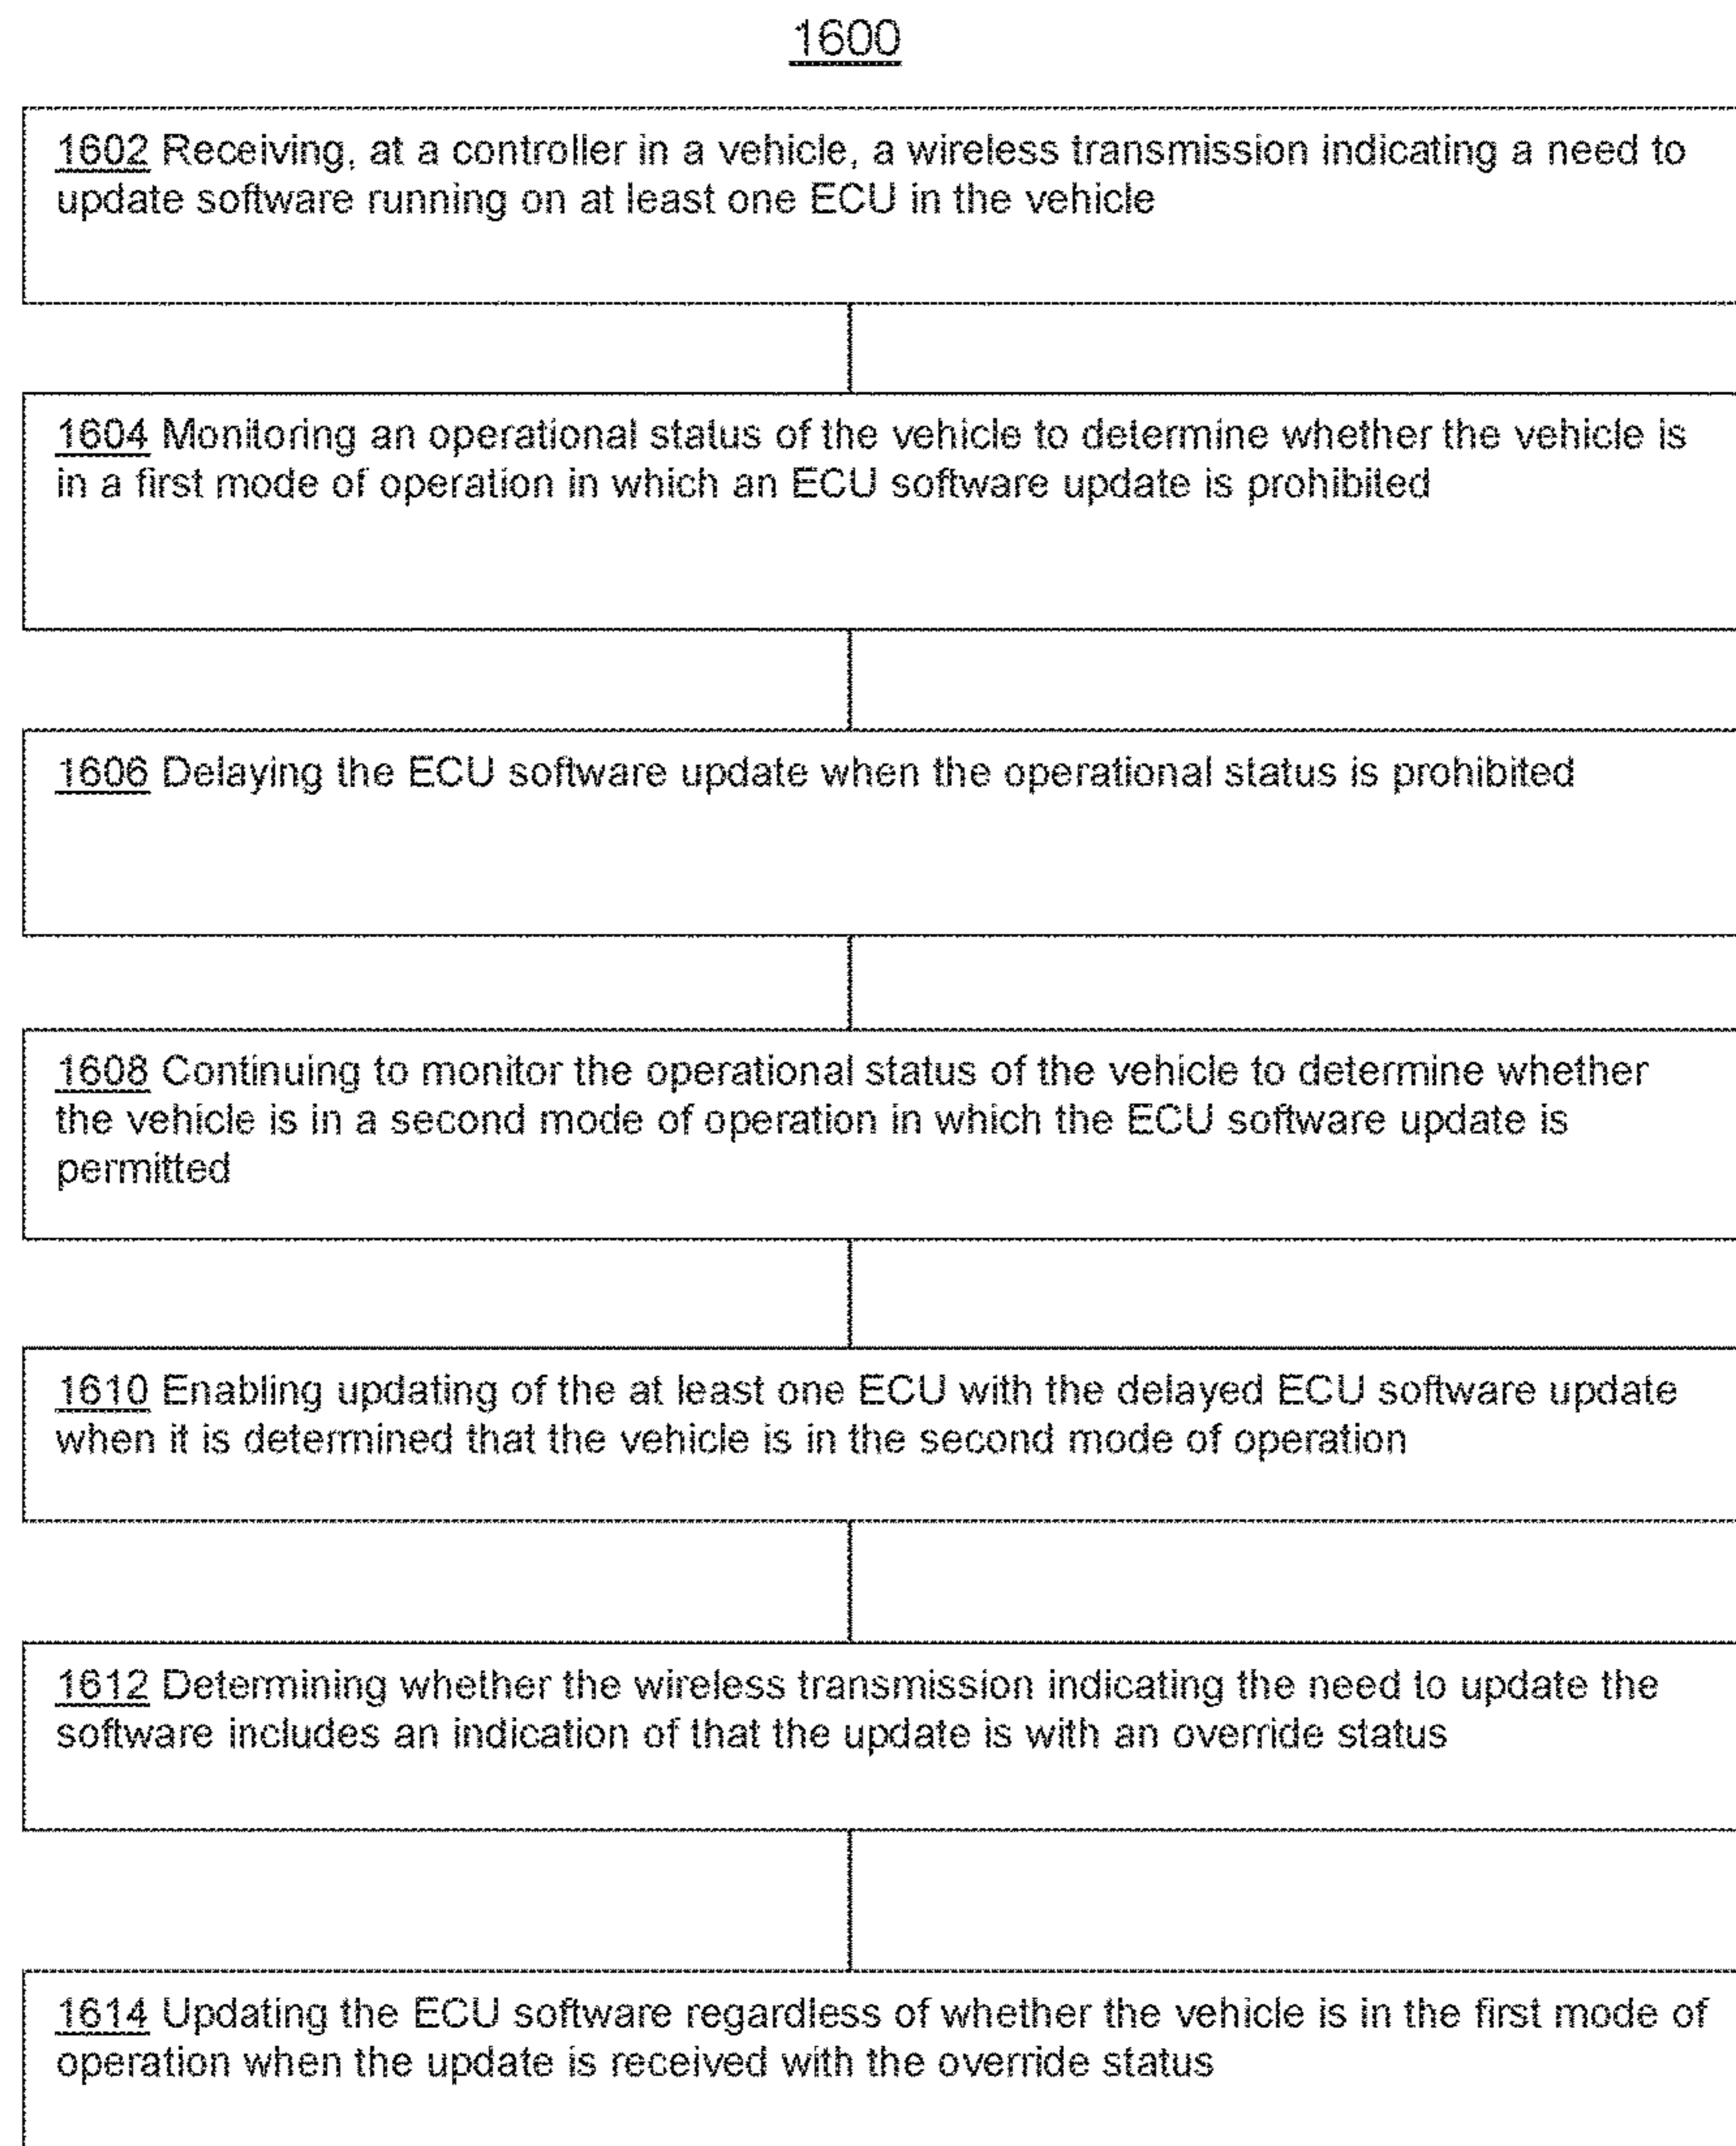 1600
1602 Receiving, at a controller in a vehicle, a wireless transmission indicating a need to
update software running on at least one ECU in the vehicle
1604 Monitoring an operational status of the vehicle to determine whether the vehicle is
in a first mode of operation in which an ECU software update is prohibited
1606 Delaying the ECU software update when the operational status is prohibited
1608 Continuing to monitor the operational status of the vehicle to determine whether
the vehicle is in a second mode of operation in which the ECU software update is
permitted
1610 Enabling updating of the at least one ECU with the delayed ECU software update
when it is determined that the vehicle is in the second mode of operation
1612 Determining whether the wireless transmission indicating the need to update the
software includes an indication of that the update is with an override status
1614 Updating the ECU software regardless of whether the vehicle is in the first mode of
operation when the update is received with the override status